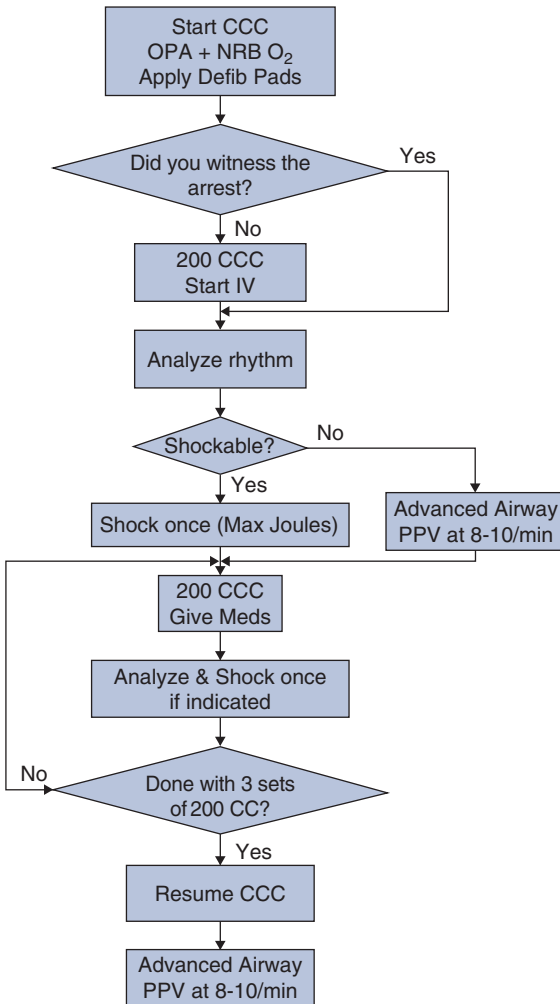 Start CCC
OPA + NRB O₂
Apply Defib Pads
Did you witness the
arrest?
Yes
No
200 CCC
Start IV
Analyze rhythm
Shockable?
No
Yes
Shock once (Max Joules)
Advanced Airway
PPV at 8-10/min
200 CCC
Give Meds
Analyze & Shock once
if indicated
No
Done with 3 sets
of 200 CC?
Yes
Resume CCC
Advanced Airway
PPV at 8-10/min